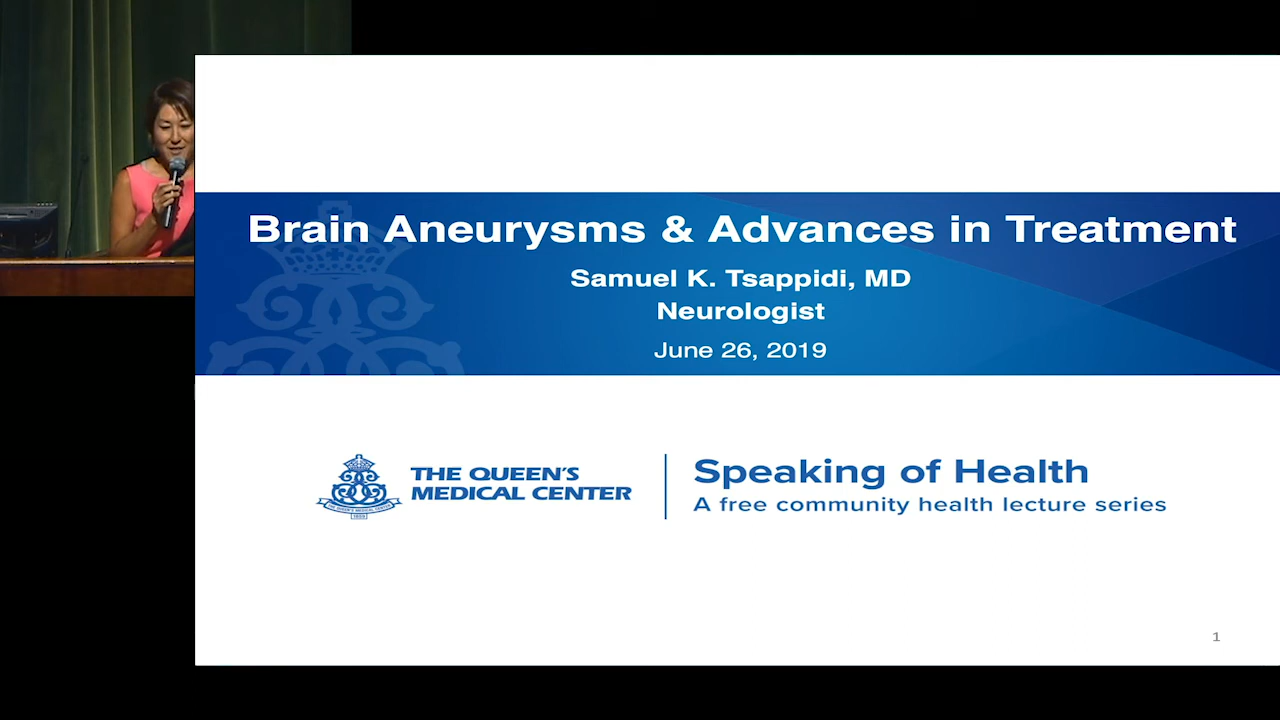 Brain Aneurysms & Advances in Treatment
Samuel K. Tsappidi, MD
Neurologist
June 26, 2019
THE QUEEN'S
MEDICAL CENTER
Speaking of Health
A free community health lecture series
1